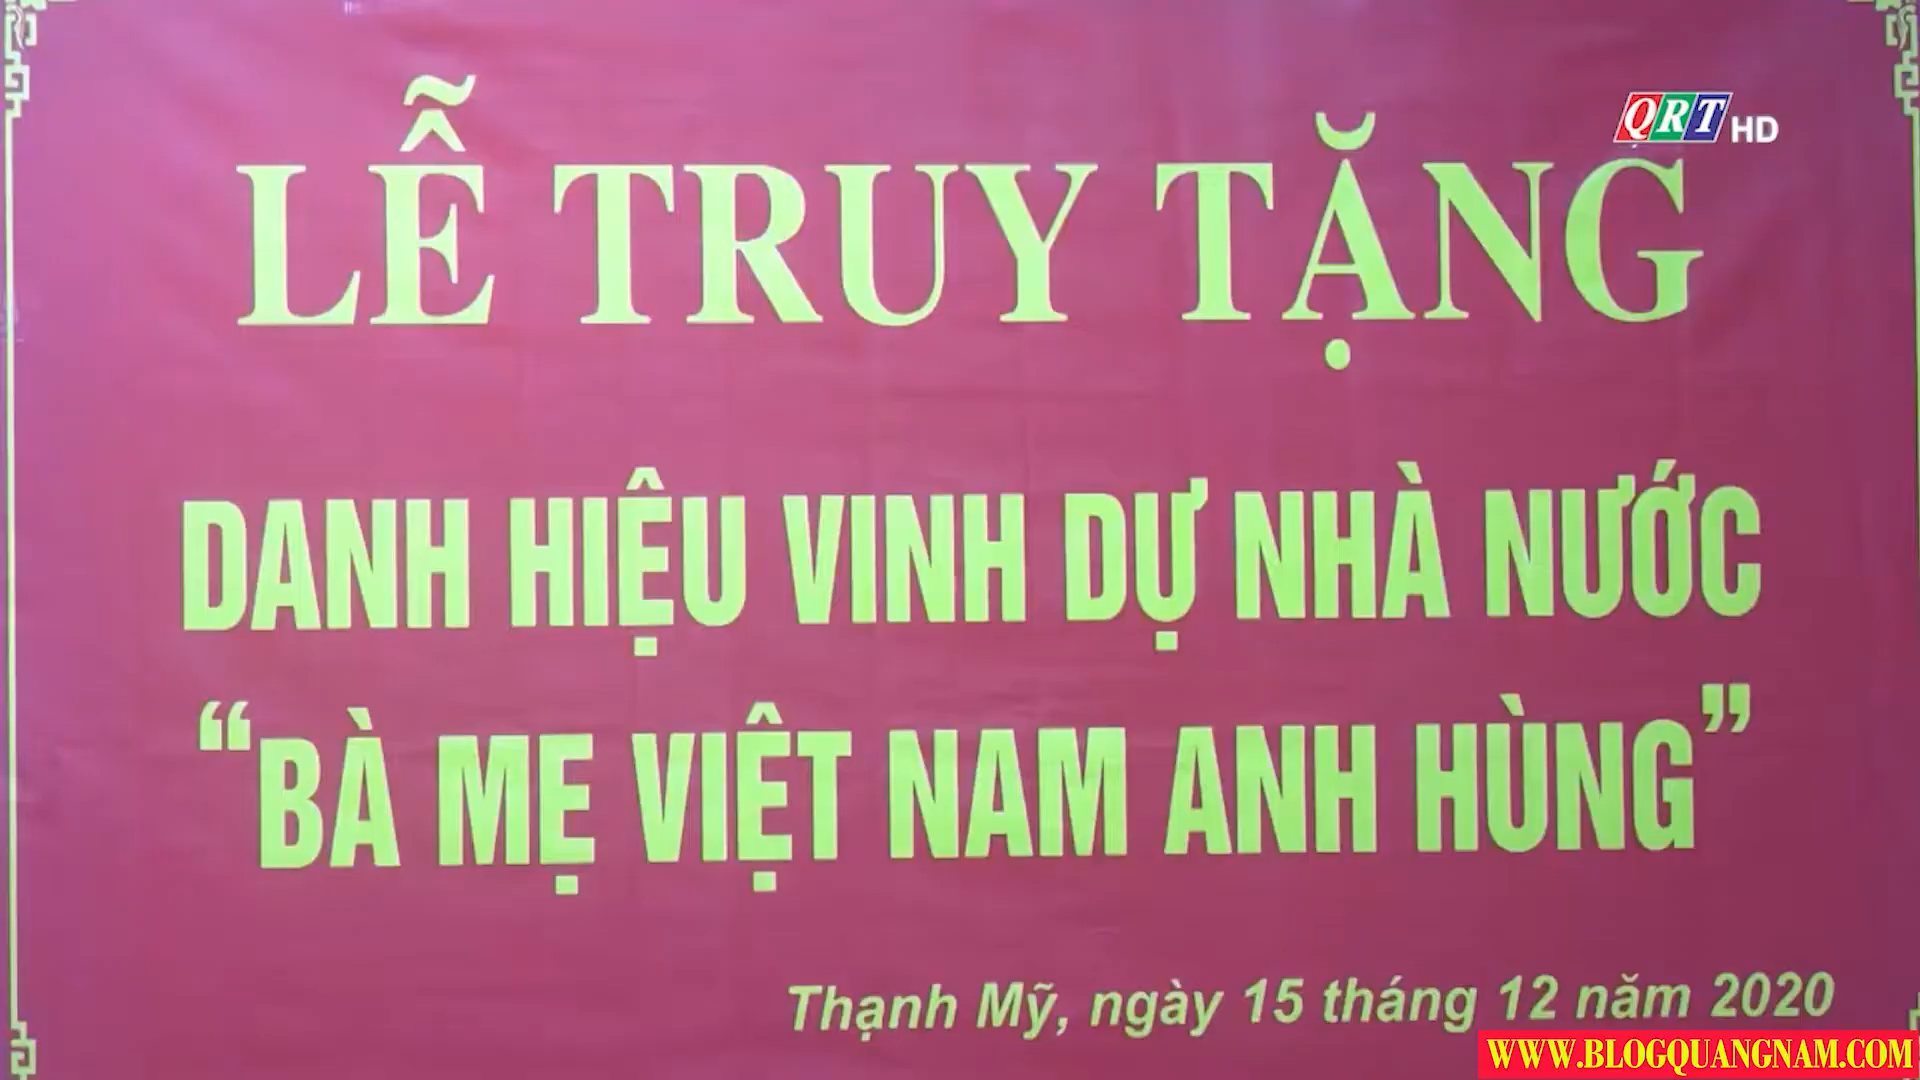 QRT HD
LỄ TRUY TẶNG
DANH HIỆU VINH DỰ NHÀ NƯỚC
“BÀ MẸ VIỆT NAM ANH HÙNG”
Thạnh Mỹ, ngày 15 tháng 12 năm 2020
WWW.BLOGQUANGNAM.COM